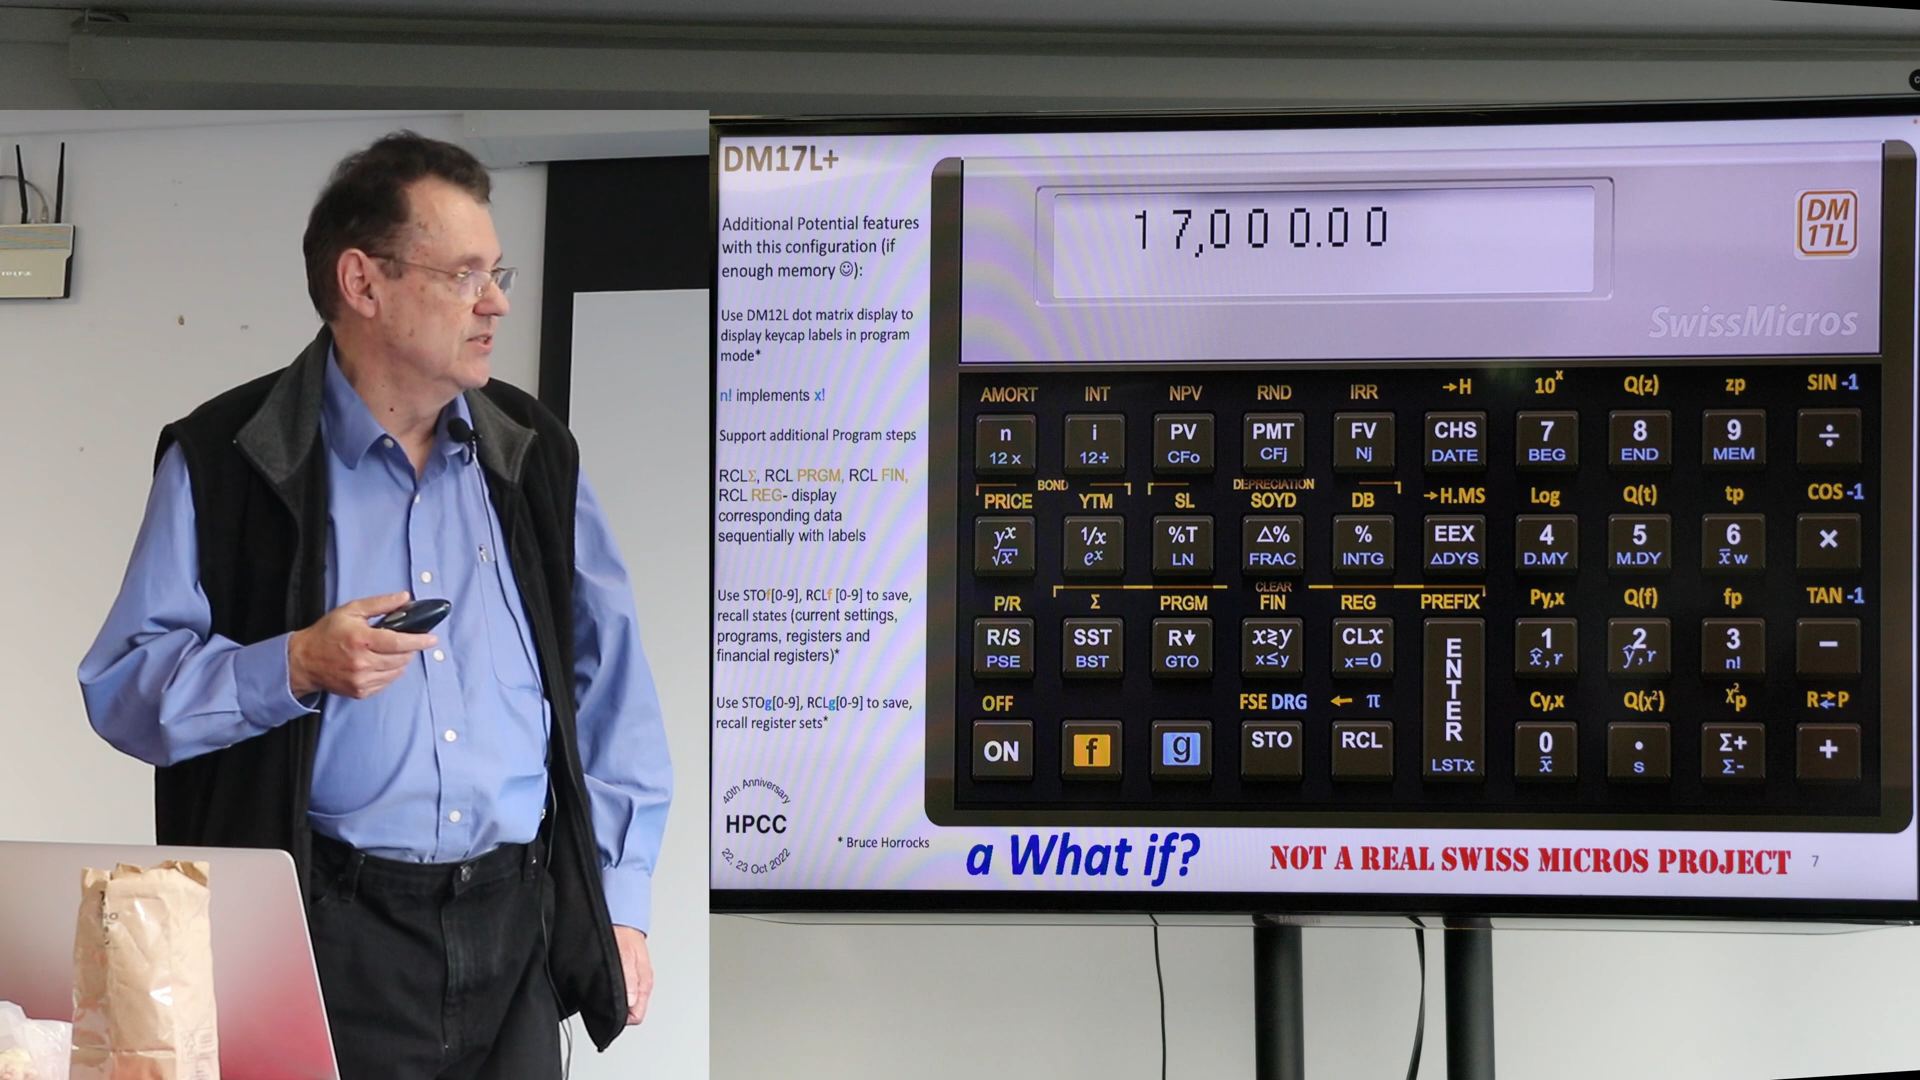 DM17L+
Additional Potential features
with this configuration (if
enough memory ☺):
Use DM12L dot matrix display to
display keycap labels in program
mode*
n! implements x!
Support additional Program steps
RCLΣ, RCL PRGM, RCL FIN,
RCL REG- display
corresponding data
sequentially with labels
Use STOf[0-9], RCLf [0-9] to save,
recall states (current settings,
programs, registers and
financial registers)*
Use STOg[0-9], RCLg[0-9] to save,
recall register sets*
40th Anniversary
HPCC
22, 23 Oct 2022
* Bruce Horrocks
17,000.00
DM
17L
SwissMicros
AMORT INT NPV RND IRR →H 10ˣ Q(z) zp SIN -1
n i PV PMT FV CHS 7 8 9 ÷
12 x 12÷ CFo CFj Nj DATE BEG END MEM
BOND DEPRECIATION
PRICE YTM SL SOYD DB →H.MS Log Q(t) tp COS -1
yˣ 1/x %T Δ% % EEX 4 5 6 ×
√x eˣ LN FRAC INTG ΔDYS D.MY M.DY x̅w
CLEAR
P/R Σ PRGM FIN REG PREFIX Py,x Q(f) fp TAN -1
R/S SST R↓ x≷y CLx ENTER 1 2 3 −
PSE BST GTO x≤y x=0 x̂,r ŷ,r n!
OFF FSE DRG ← π Cy,x Q(x²) x²p R⇄P
ON f g STO RCL 0 • Σ+ +
LSTx x̅ s Σ-
a What if?
NOT A REAL SWISS MICROS PROJECT
7